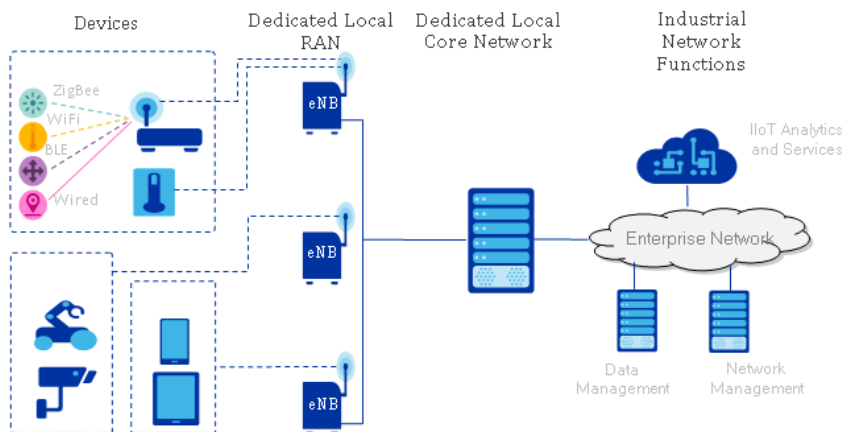 Devices
Dedicated Local
RAN
Dedicated Local
Core Network
Industrial
Network
Functions
ZigBee
WiFi
BLE
Wired
eNB
eNB
eNB
IIoT Analytics
and Services
Enterprise Network
Data
Management
Network
Management